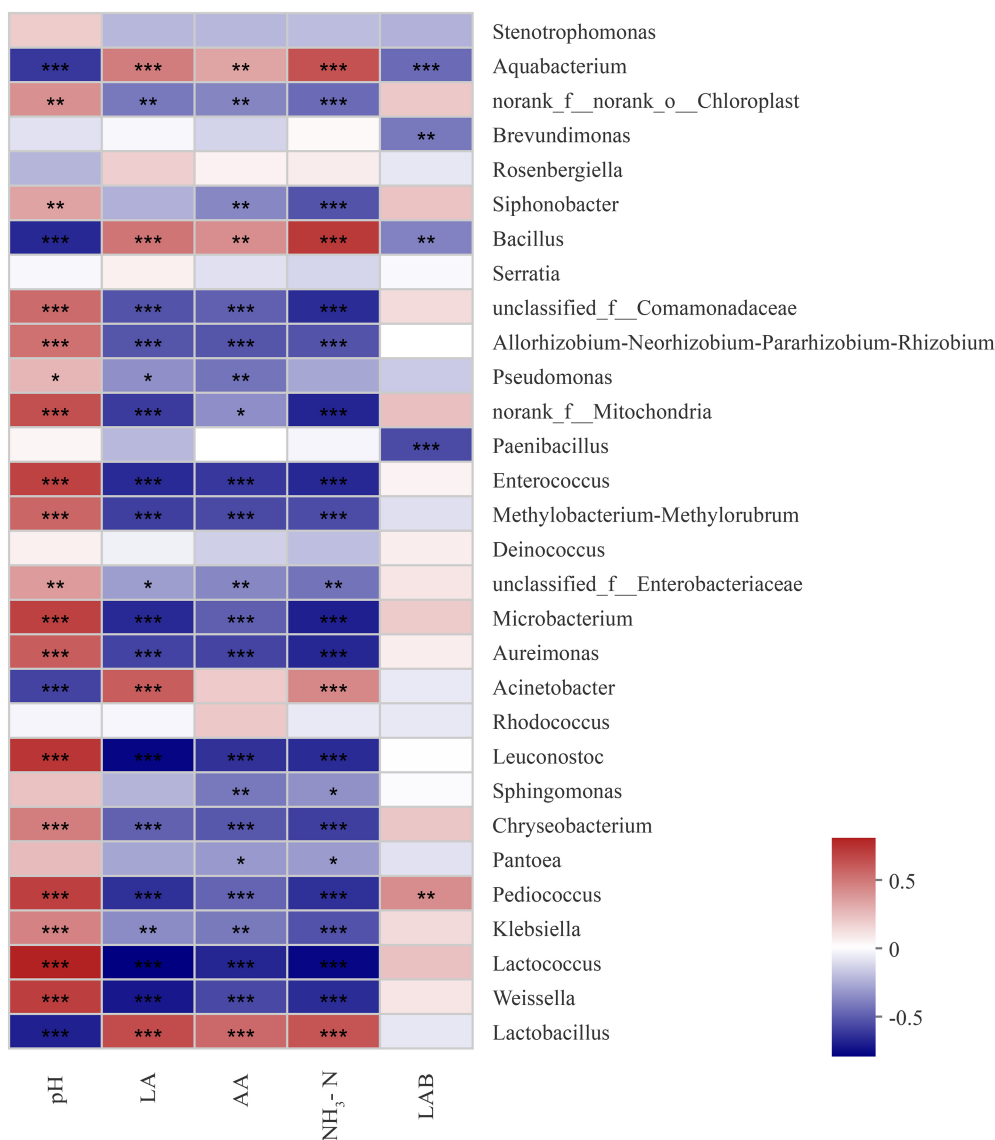 Stenotrophomonas
*** *** ** *** *** Aquabacterium
** ** ** *** norank_f__norank_o__Chloroplast
** Brevundimonas
Rosenbergiella
** ** *** Siphonobacter
*** *** ** *** ** Bacillus
Serratia
*** *** *** *** unclassified_f__Comamonadaceae
*** *** *** *** Allorhizobium-Neorhizobium-Pararhizobium-Rhizobium
* * ** Pseudomonas
*** *** * *** norank_f__Mitochondria
*** Paenibacillus
*** *** *** *** Enterococcus
*** *** *** *** Methylobacterium-Methylorubrum
Deinococcus
** * ** ** unclassified_f__Enterobacteriaceae
*** *** *** *** Microbacterium
*** *** *** *** Aureimonas
*** *** *** Acinetobacter
Rhodococcus
*** *** *** *** Leuconostoc
** * Sphingomonas
*** *** *** *** Chryseobacterium
* * Pantoea
*** *** *** *** ** Pediococcus
*** ** ** *** Klebsiella
*** *** *** *** Lactococcus
*** *** *** *** Weissella
*** *** *** *** Lactobacillus
pH
LA
AA
NH₃- N
LAB
0.5
0
-0.5